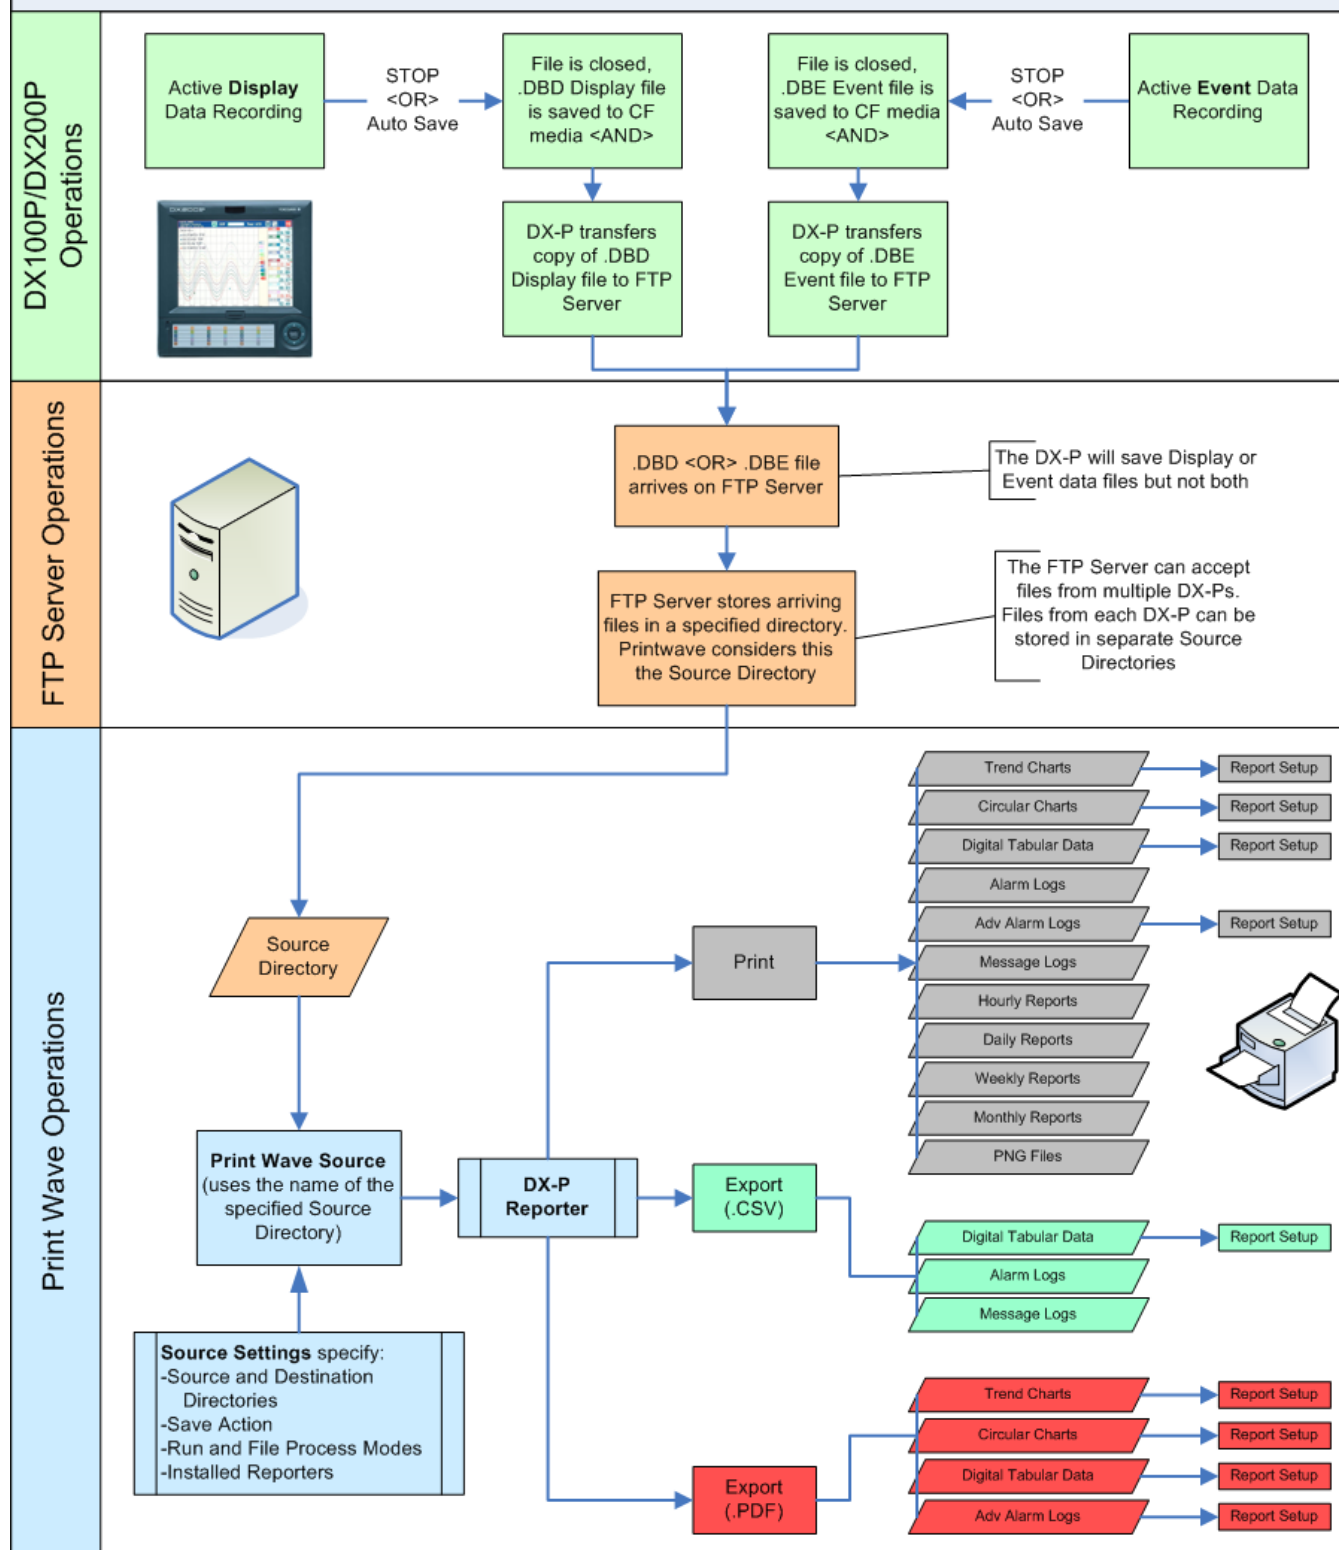 DX100P/DX200P
Operations
Active Display
Data Recording
STOP
<OR>
Auto Save
File is closed,
.DBD Display file
is saved to CF
media <AND>
File is closed,
.DBE Event file is
saved to CF media
<AND>
STOP
<OR>
Auto Save
Active Event Data
Recording
DX-P transfers
copy of .DBD
Display file to FTP
Server
DX-P transfers
copy of .DBE
Event file to FTP
Server
FTP Server Operations
.DBD <OR> .DBE file
arrives on FTP Server
The DX-P will save Display or
Event data files but not both
FTP Server stores arriving
files in a specified directory.
Printwave considers this
the Source Directory
The FTP Server can accept
files from multiple DX-Ps.
Files from each DX-P can be
stored in separate Source
Directories
Print Wave Operations
Source
Directory
Print Wave Source
(uses the name of the
specified Source
Directory)
Source Settings specify:
-Source and Destination
Directories
-Save Action
-Run and File Process Modes
-Installed Reporters
DX-P
Reporter
Print
Trend Charts
Report Setup
Circular Charts
Report Setup
Digital Tabular Data
Report Setup
Alarm Logs
Adv Alarm Logs
Report Setup
Message Logs
Hourly Reports
Daily Reports
Weekly Reports
Monthly Reports
PNG Files
Export
(.CSV)
Digital Tabular Data
Report Setup
Alarm Logs
Message Logs
Export
(.PDF)
Trend Charts
Report Setup
Circular Charts
Report Setup
Digital Tabular Data
Report Setup
Adv Alarm Logs
Report Setup